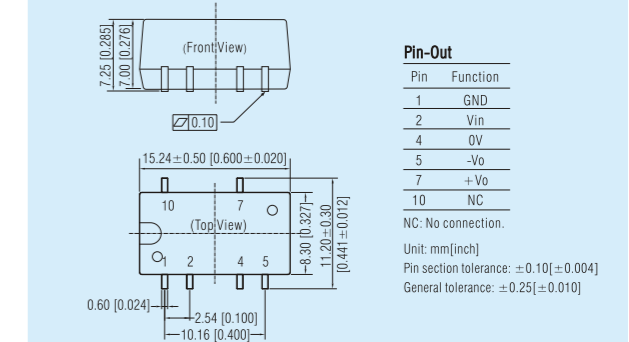 (Front View)
7.25 [0.285]
7.00 [0.276]
0.10
15.24±0.50 [0.600±0.020]
10 7
(Top View)
1 2 4 5
8.30 [0.327]
11.20±0.30
[0.441±0.012]
0.60 [0.024]
2.54 [0.100]
10.16 [0.400]
Pin-Out
Pin Function
1 GND
2 Vin
4 0V
5 -Vo
7 +Vo
10 NC
NC: No connection.
Unit: mm[inch]
Pin section tolerance: ±0.10[±0.004]
General tolerance: ±0.25[±0.010]